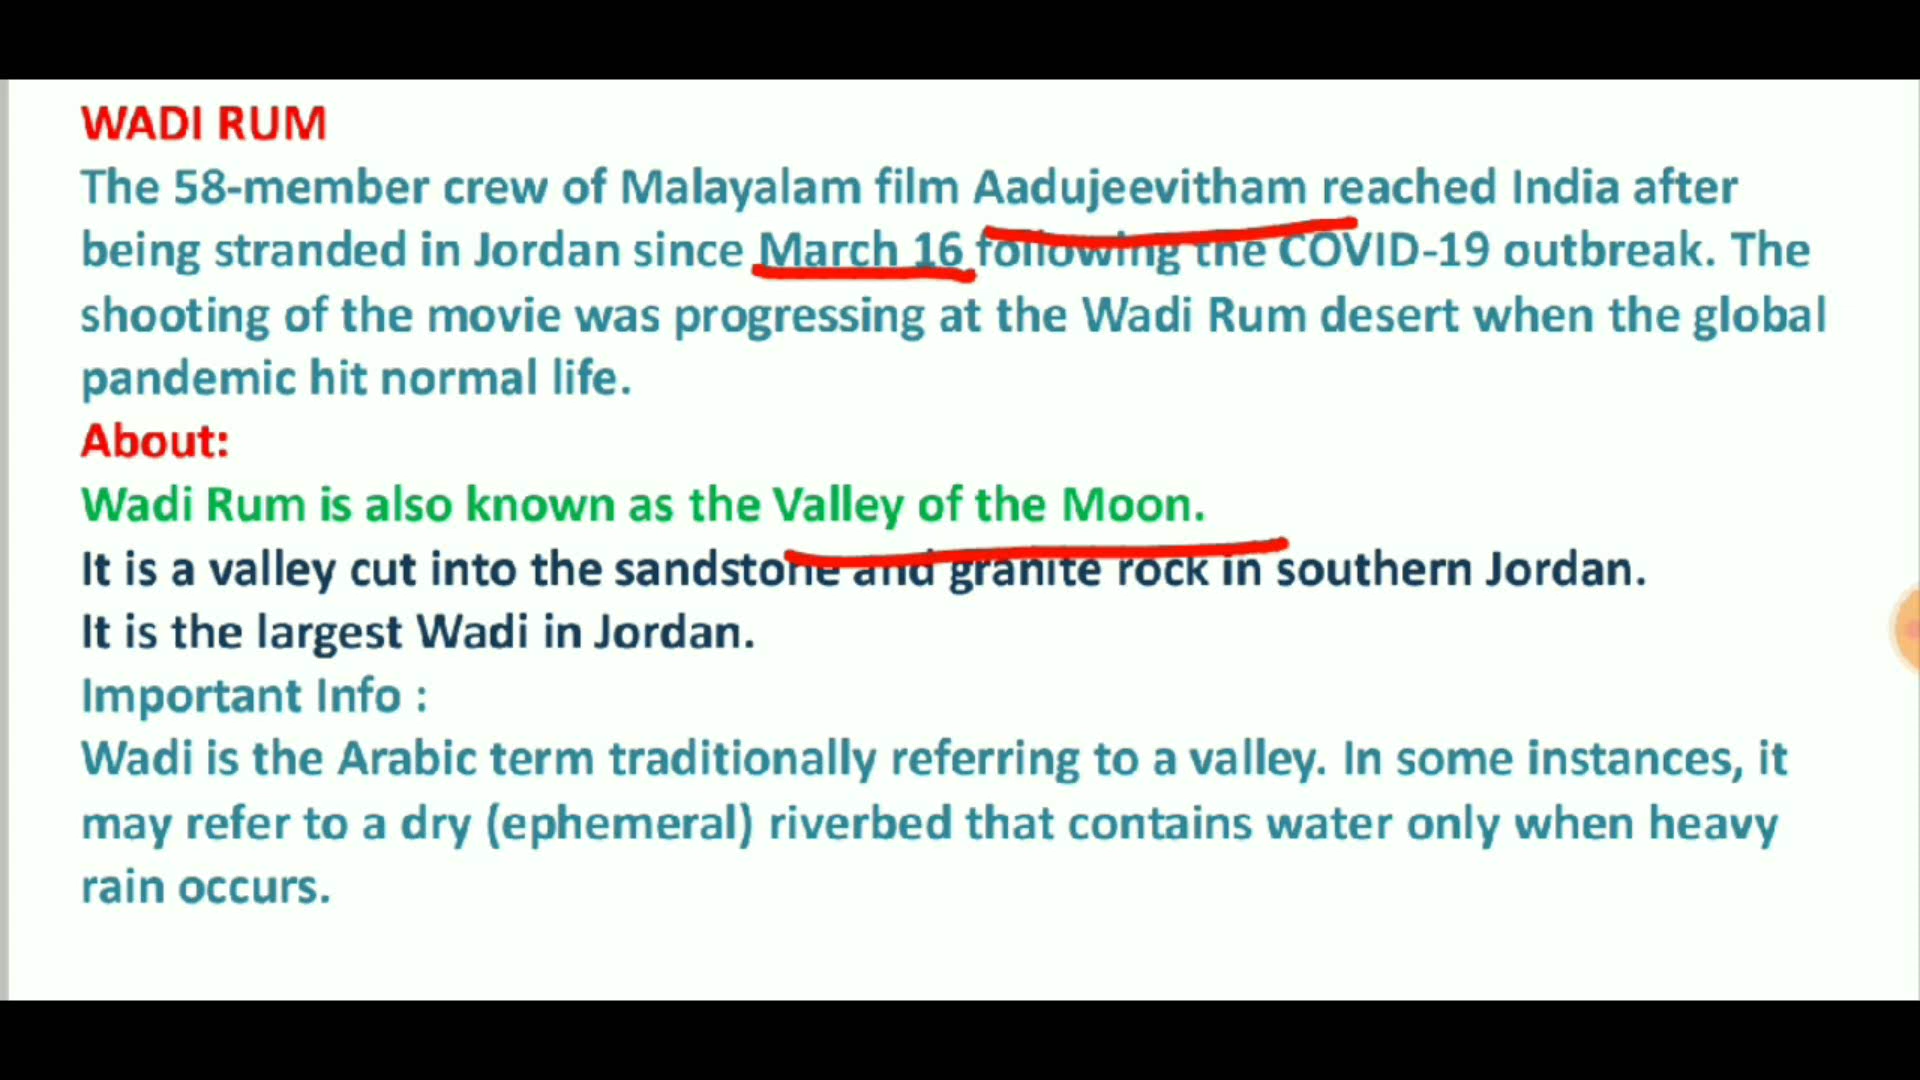 WADI RUM
The 58-member crew of Malayalam film Aadujeevitham reached India after
being stranded in Jordan since March 16 following the COVID-19 outbreak. The
shooting of the movie was progressing at the Wadi Rum desert when the global
pandemic hit normal life.
About:
Wadi Rum is also known as the Valley of the Moon.
It is a valley cut into the sandstone and granite rock in southern Jordan.
It is the largest Wadi in Jordan.
Important Info :
Wadi is the Arabic term traditionally referring to a valley. In some instances, it
may refer to a dry (ephemeral) riverbed that contains water only when heavy
rain occurs.